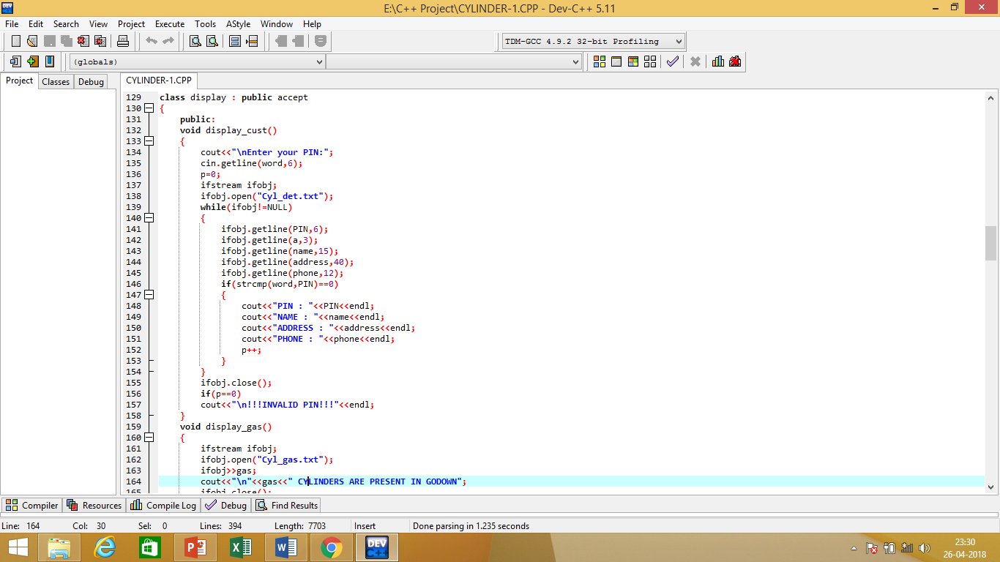 E:\C++ Project\CYLINDER-1.CPP - Dev-C++ 5.11
File Edit Search View Project Execute Tools AStyle Window Help
TDM-GCC 4.9.2 32-bit Profiling
(globals)
Project Classes Debug
CYLINDER-1.CPP
129 class display : public accept
130 {
131 public:
132 void display_cust()
133 {
134 cout<<"\nEnter your PIN:";
135 cin.getline(word,6);
136 p=0;
137 ifstream ifobj;
138 ifobj.open("Cyl_det.txt");
139 while(ifobj!=NULL)
140 {
141 ifobj.getline(PIN,6);
142 ifobj.getline(a,3);
143 ifobj.getline(name,15);
144 ifobj.getline(address,40);
145 ifobj.getline(phone,12);
146 if(strcmp(word,PIN)==0)
147 {
148 cout<<"PIN : "<<PIN<<endl;
149 cout<<"NAME : "<<name<<endl;
150 cout<<"ADDRESS : "<<address<<endl;
151 cout<<"PHONE : "<<phone<<endl;
152 p++;
153 }
154 }
155 ifobj.close();
156 if(p==0)
157 cout<<"\n!!!INVALID PIN!!!"<<endl;
158 }
159 void display_gas()
160 {
161 ifstream ifobj;
162 ifobj.open("Cyl_gas.txt");
163 ifobj>>gas;
164 cout<<"\n"<<gas<<" CYLINDERS ARE PRESENT IN GODOWN";
165 ifobj.close();
Compiler Resources Compile Log Debug Find Results
Line: 164 Col: 30 Sel: 0 Lines: 394 Length: 7703 Insert Done parsing in 1.235 seconds
DEV C++
23:30
26-04-2018